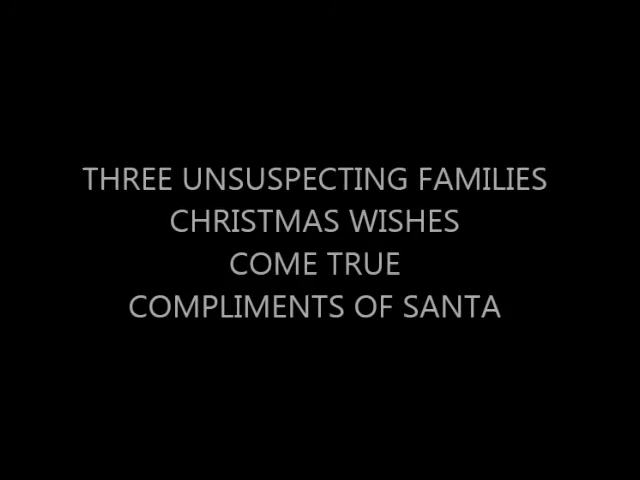 THREE UNSUSPECTING FAMILIES
CHRISTMAS WISHES
COME TRUE
COMPLIMENTS OF SANTA